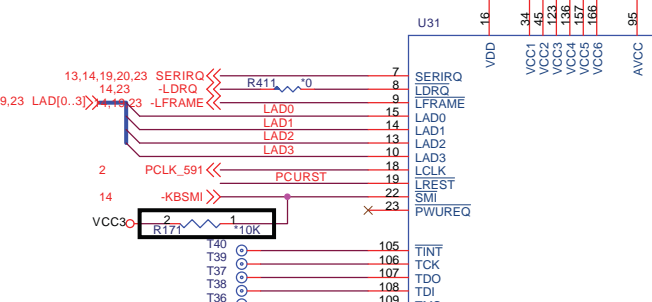 U31
16 34 45 123 136 157 166 95
VDD VCC1 VCC2 VCC3 VCC4 VCC5 VCC6 AVCC
13,14,19,20,23 SERIRQ 7 SERIRQ
14,23 -LDRQ R411 *0 8 LDRQ
9,23 LAD[0..3] -LFRAME 9 LFRAME
LAD0 15 LAD0
LAD1 14 LAD1
LAD2 13 LAD2
LAD3 10 LAD3
2 PCLK_591 18 LCLK
PCURST 19 LREST
14 -KBSMI 22 SMI
23 PWUREQ
VCC3 2 1
R171 *10K
T40 105 TINT
T39 106 TCK
T37 107 TDO
T38 108 TDI
T36 109